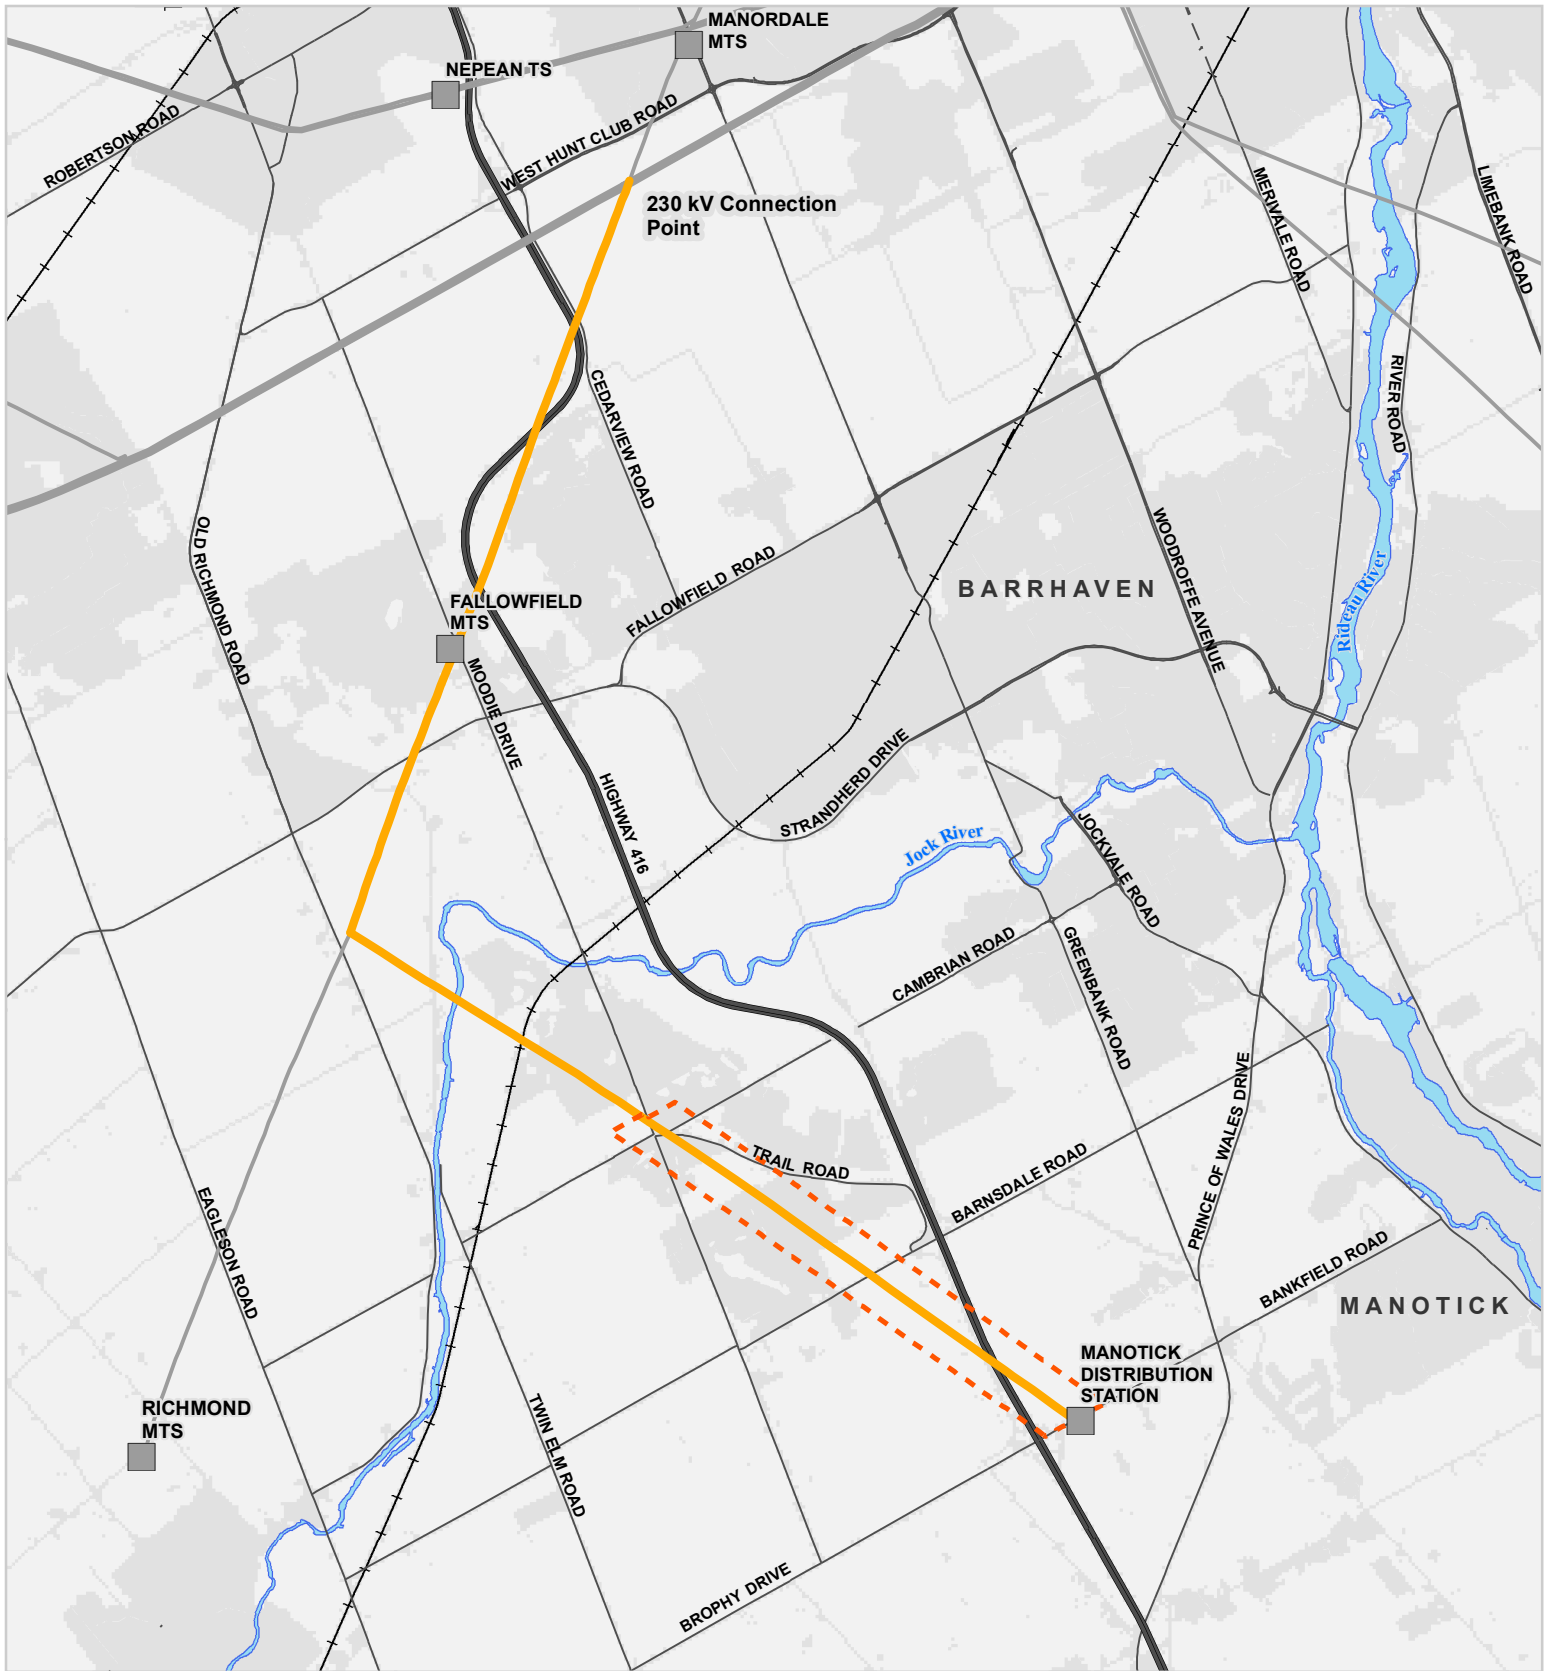 MANORDALE
MTS
NEPEAN TS
ROBERTSON ROAD
WEST HUNT CLUB ROAD
230 kV Connection
Point
MERIVALE ROAD
LIMEBANK ROAD
RIVER ROAD
CEDARVIEW ROAD
OLD RICHMOND ROAD
WOODROFFE AVENUE
FALLOWFIELD ROAD
BARRHAVEN
Rideau River
FALLOWFIELD
MTS
MOODIE DRIVE
HIGHWAY 416
STRANDHERD DRIVE
Jock River
JOCKVALE ROAD
CAMBRIAN ROAD
GREENBANK ROAD
PRINCE OF WALES DRIVE
TRAIL ROAD
BARNSDALE ROAD
EAGLESON ROAD
BANKFIELD ROAD
MANOTICK
MANOTICK
DISTRIBUTION
STATION
RICHMOND
MTS
TWIN ELM ROAD
BROPHY DRIVE